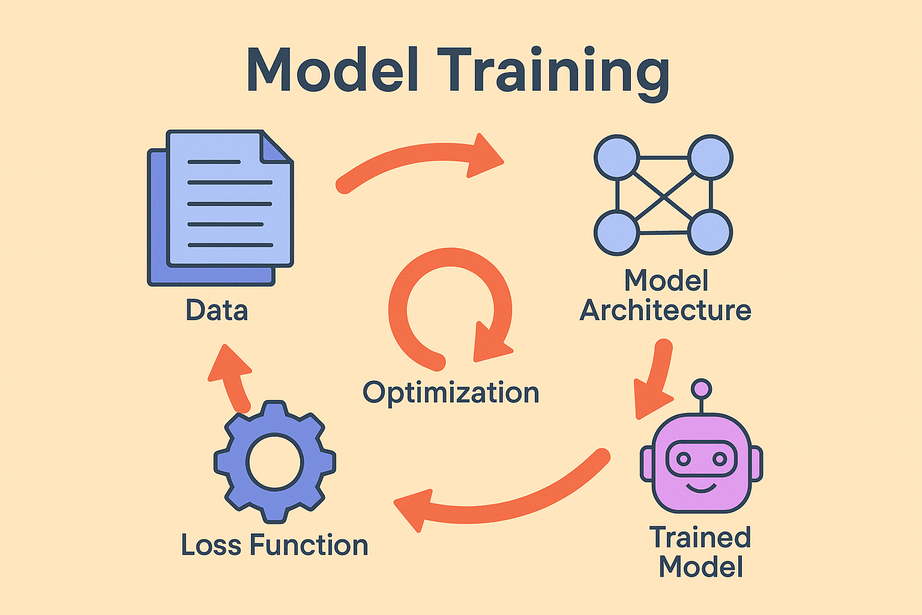 Model Training
Data
Model
Architecture
Optimization
Loss Function
Trained
Model